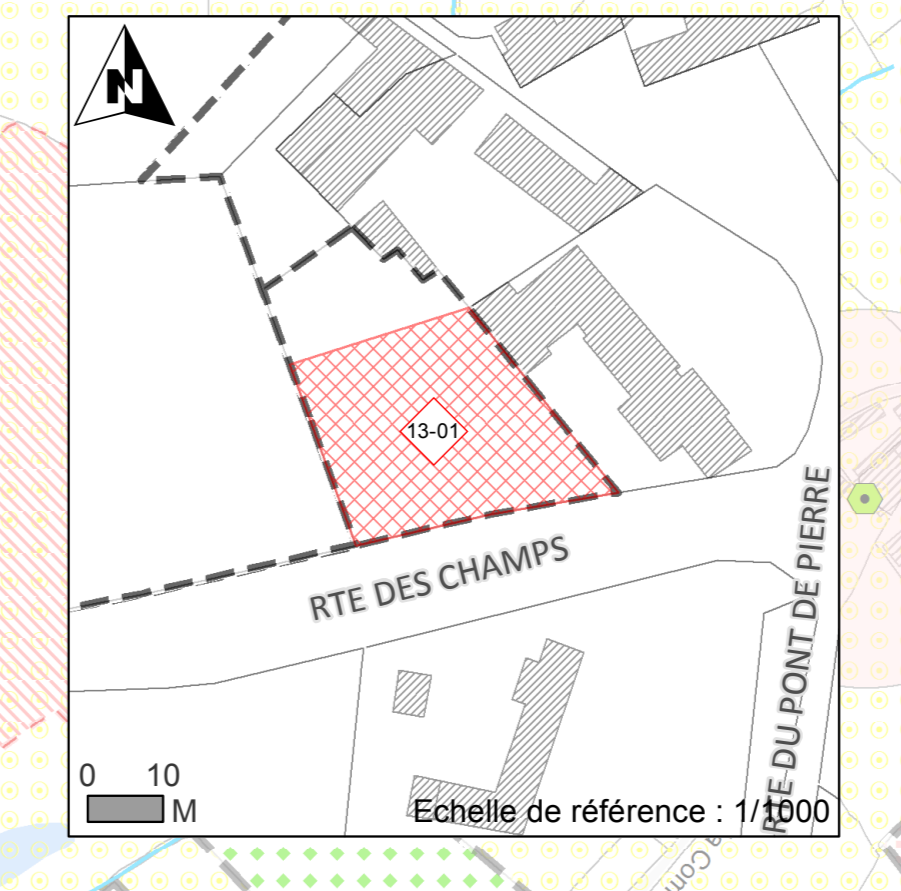 N
13-01
RTE DES CHAMPS
RTE DU PONT DE PIERRE
0 10
M
Echelle de référence : 1/1000